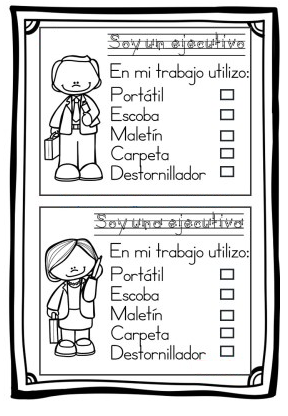 Soy un ejecutivo
En mi trabajo utilizo:
Portátil
Escoba
Maletín
Carpeta
Destornillador
Soy una ejecutiva
En mi trabajo utilizo:
Portátil
Escoba
Maletín
Carpeta
Destornillador